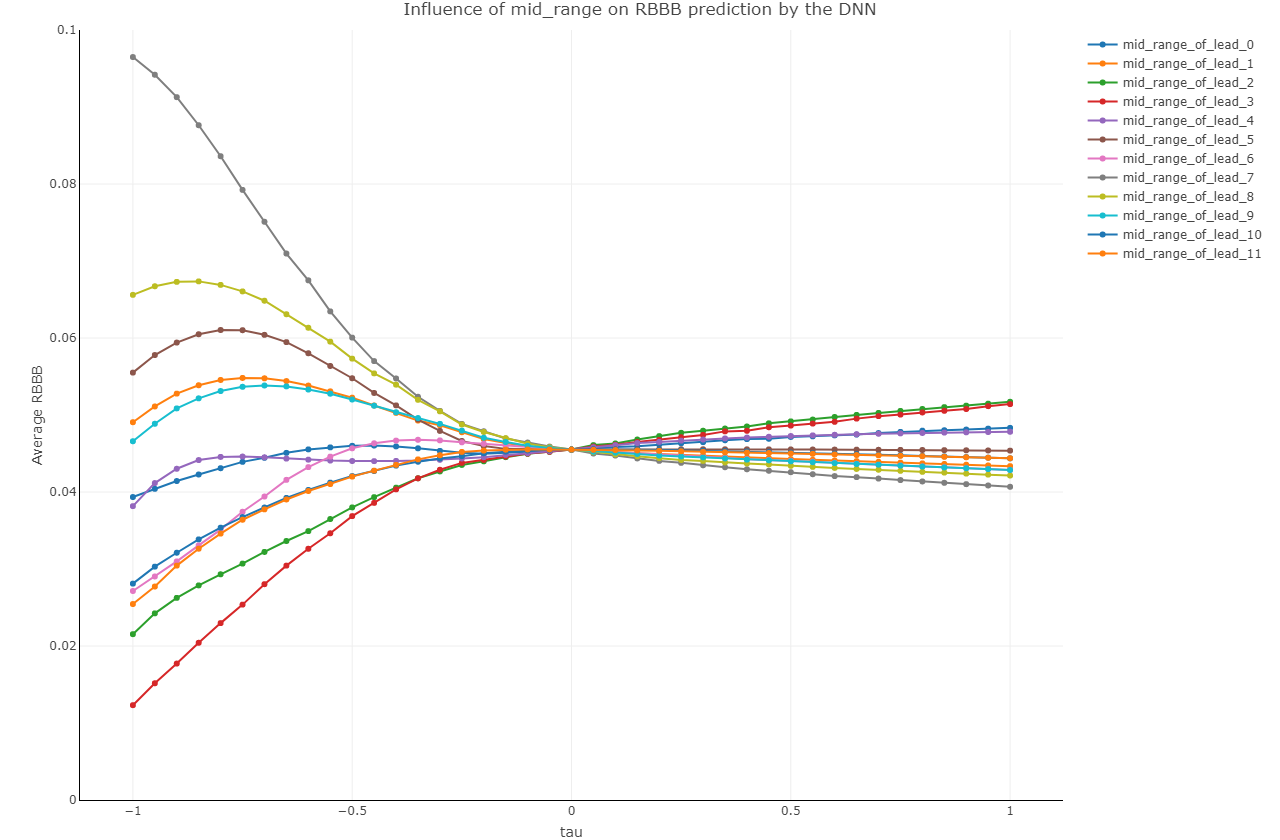 Influence of mid_range on RBBB prediction by the DNN
0.1
0.08
0.06
0.04
0.02
0
Average RBBB
−1
−0.5
0
0.5
1
tau
mid_range_of_lead_0
mid_range_of_lead_1
mid_range_of_lead_2
mid_range_of_lead_3
mid_range_of_lead_4
mid_range_of_lead_5
mid_range_of_lead_6
mid_range_of_lead_7
mid_range_of_lead_8
mid_range_of_lead_9
mid_range_of_lead_10
mid_range_of_lead_11